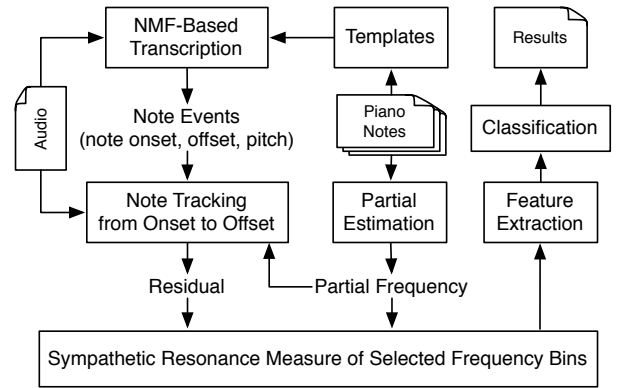 NMF-Based
Transcription
Templates
Results
Audio
Note Events
(note onset, offset, pitch)
Piano
Notes
Classification
Note Tracking
from Onset to Offset
Partial
Estimation
Feature
Extraction
Residual
Partial Frequency
Sympathetic Resonance Measure of Selected Frequency Bins